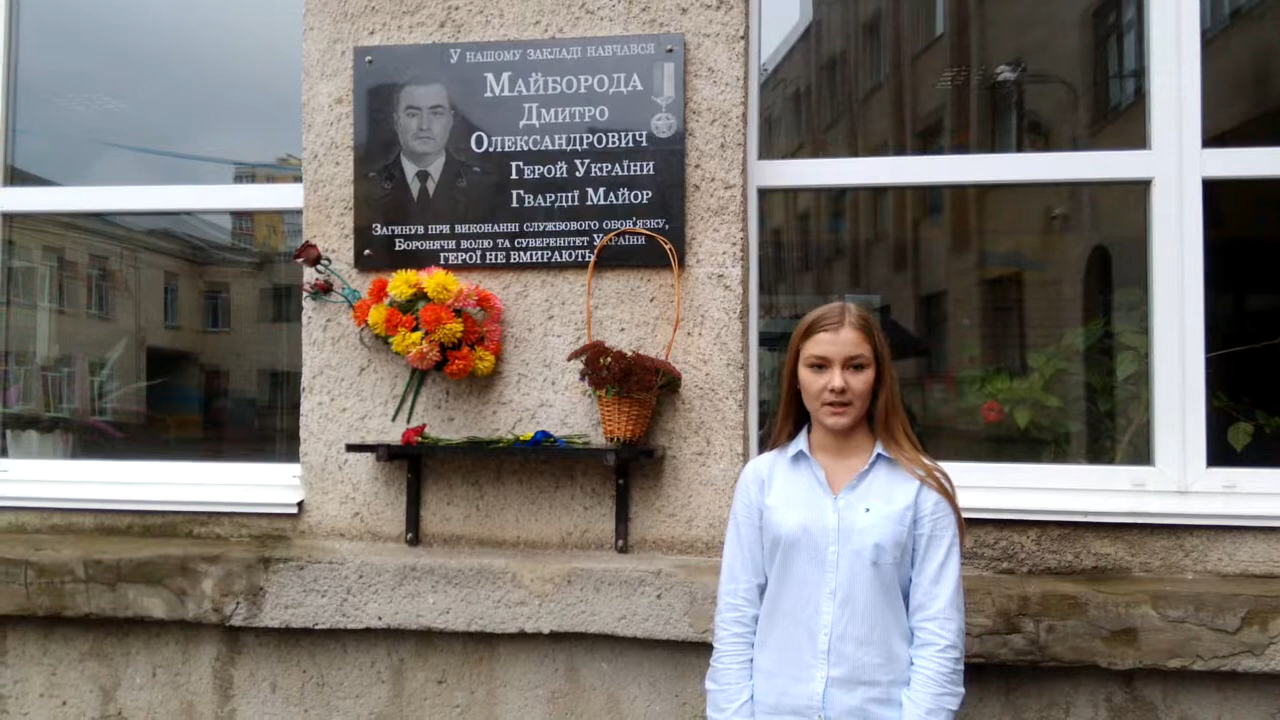 У нашому закладі навчався
Майборода
Дмитро
Олександрович
Герой України
Гвардії Майор
Загинув при виконанні службового обов'язку,
Боронячи волю та суверенітет України
ГЕРОЇ НЕ ВМИРАЮТЬ